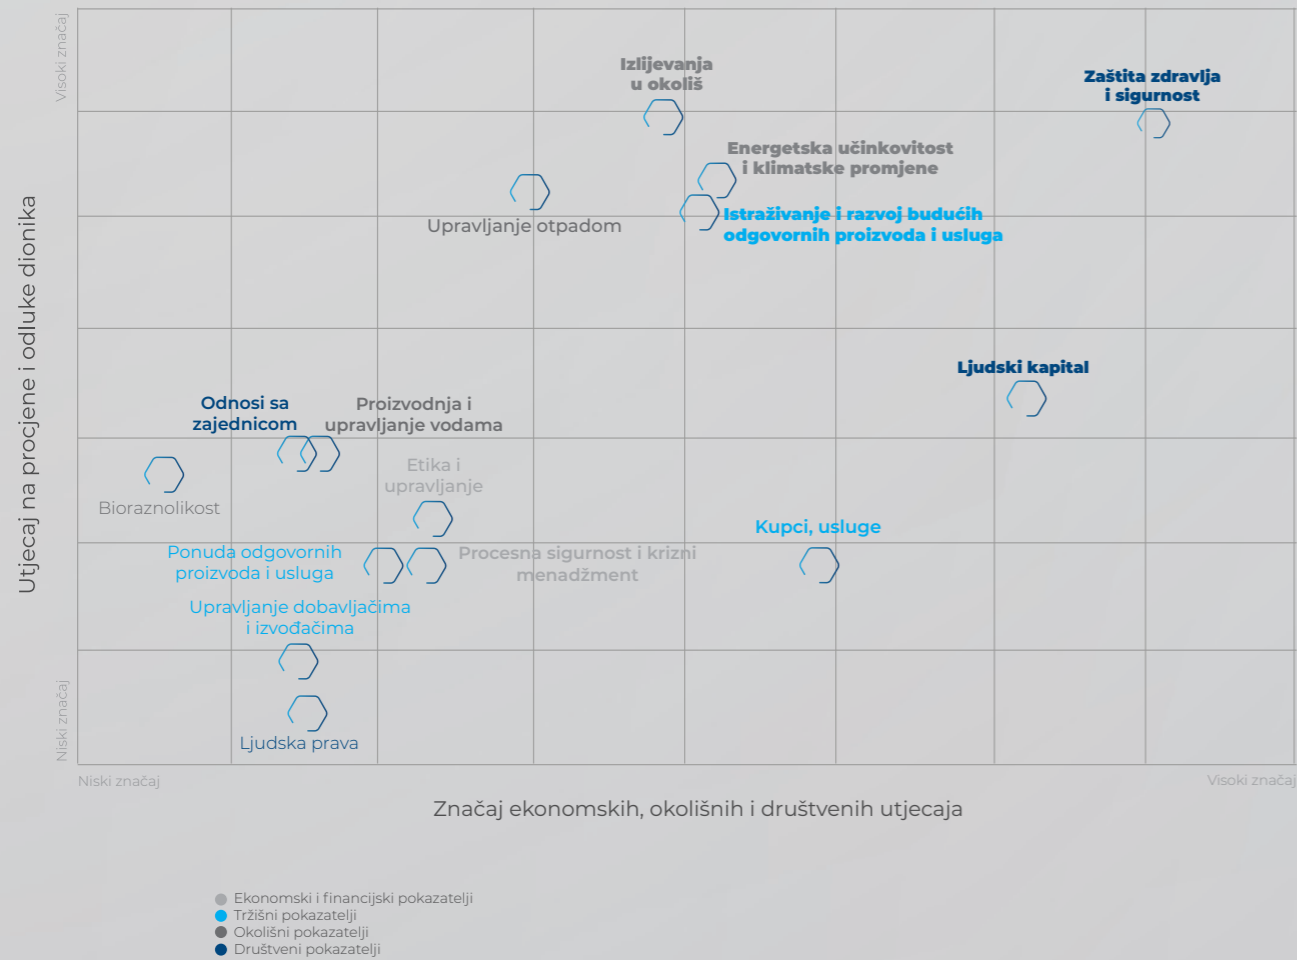 Visoki značaj
Utjecaj na procjene i odluke dionika
Niski značaj
Izlijevanja
u okoliš
Zaštita zdravlja
i sigurnost
Energetska učinkovitost
i klimatske promjene
Upravljanje otpadom
Istraživanje i razvoj budućih
odgovornih proizvoda i usluga
Ljudski kapital
Odnosi sa
zajednicom
Proizvodnja i
upravljanje vodama
Etika i
upravljanje
Bioraznolikost
Kupci, usluge
Ponuda odgovornih
proizvoda i usluga
Procesna sigurnost i krizni
menadžment
Upravljanje dobavljačima
i izvođačima
Ljudska prava
Niski značaj
Visoki značaj
Značaj ekonomskih, okolišnih i društvenih utjecaja
Ekonomski i financijski pokazatelji
Tržišni pokazatelji
Okolišni pokazatelji
Društveni pokazatelji